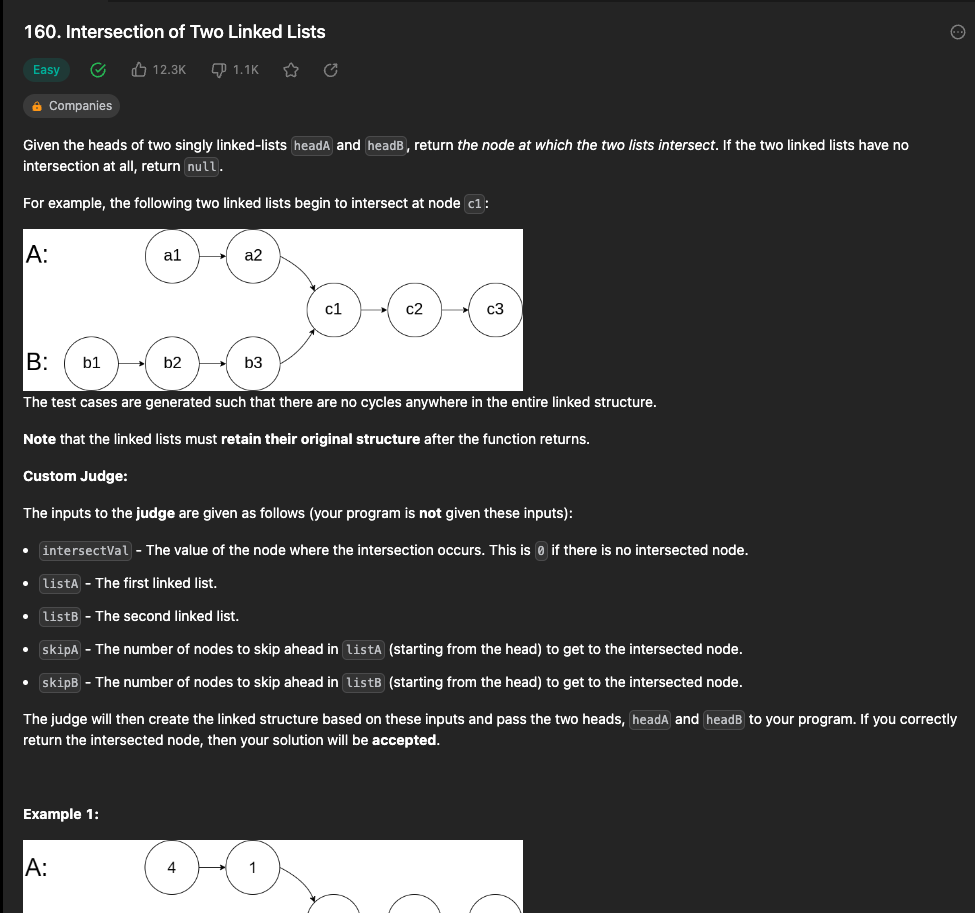 160. Intersection of Two Linked Lists
Easy 12.3K 1.1K
Companies
Given the heads of two singly linked-lists headA and headB, return the node at which the two lists intersect. If the two linked lists have no
intersection at all, return null.
For example, the following two linked lists begin to intersect at node c1:
A: a1 a2
c1 c2 c3
B: b1 b2 b3
The test cases are generated such that there are no cycles anywhere in the entire linked structure.
Note that the linked lists must retain their original structure after the function returns.
Custom Judge:
The inputs to the judge are given as follows (your program is not given these inputs):
• intersectVal - The value of the node where the intersection occurs. This is 0 if there is no intersected node.
• listA - The first linked list.
• listB - The second linked list.
• skipA - The number of nodes to skip ahead in listA (starting from the head) to get to the intersected node.
• skipB - The number of nodes to skip ahead in listB (starting from the head) to get to the intersected node.
The judge will then create the linked structure based on these inputs and pass the two heads, headA and headB to your program. If you correctly
return the intersected node, then your solution will be accepted.
Example 1:
A: 4 1